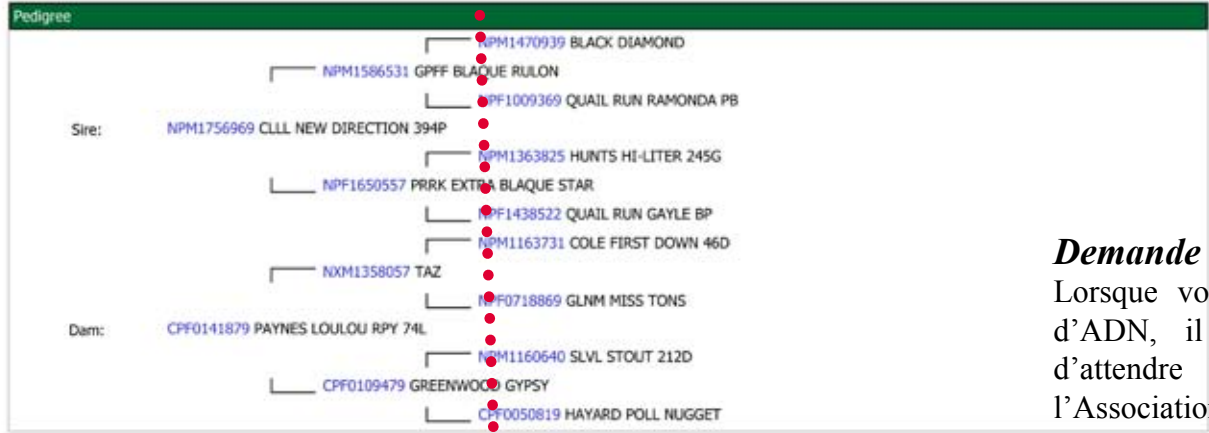 Pedigree
NPM1470939 BLACK DIAMOND
NPM1586531 GPFF BLAQUE RULON
NPF1009369 QUAIL RUN RAMONDA PB
Sire: NPM1756969 CLLL NEW DIRECTION 394P
NPM1363825 HUNTS HI-LITER 245G
NPF1650557 PRRK EXTRA BLAQUE STAR
NPF1438522 QUAIL RUN GAYLE BP
NPM1163731 COLE FIRST DOWN 46D
NXM1358057 TAZ
NPF0718869 GLNM MISS TONS
Dam: CPF0141879 PAYNES LOULOU RPY 74L
NPM1160640 SLVL STOUT 212D
CPF0109479 GREENWOOD GYPSY
CPF0050819 HAYARD POLL NUGGET
Demande
Lorsque vo
d'ADN, il
d'attendre
l'Association